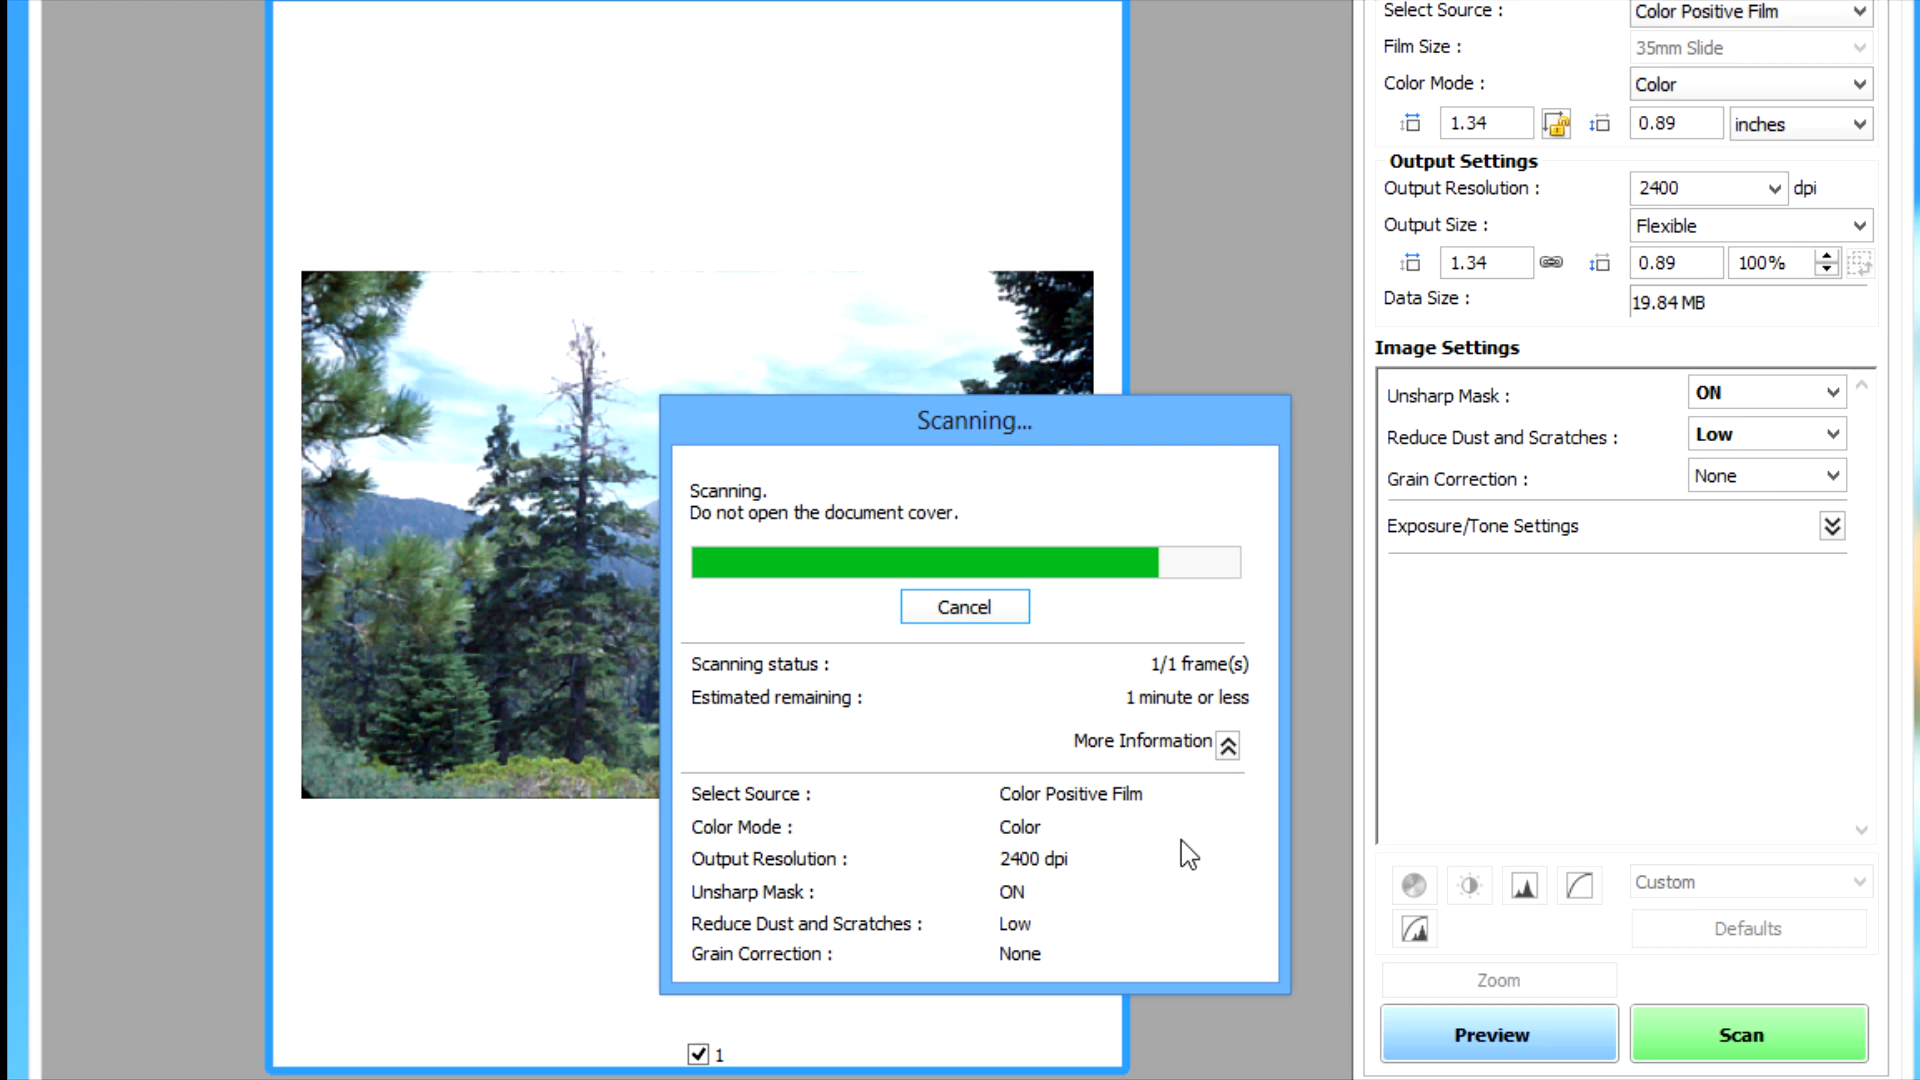 Select Source : Color Positive Film
Film Size : 35mm Slide
Color Mode : Color
1.34 0.89 inches
Output Settings
Output Resolution : 2400 dpi
Output Size : Flexible
1.34 0.89 100%
Data Size : 19.84 MB
Image Settings
Unsharp Mask : ON
Reduce Dust and Scratches : Low
Grain Correction : None
Exposure/Tone Settings
Custom
Defaults
Zoom
Preview Scan
Scanning...
Scanning.
Do not open the document cover.
Cancel
Scanning status : 1/1 frame(s)
Estimated remaining : 1 minute or less
More Information
Select Source : Color Positive Film
Color Mode : Color
Output Resolution : 2400 dpi
Unsharp Mask : ON
Reduce Dust and Scratches : Low
Grain Correction : None
1